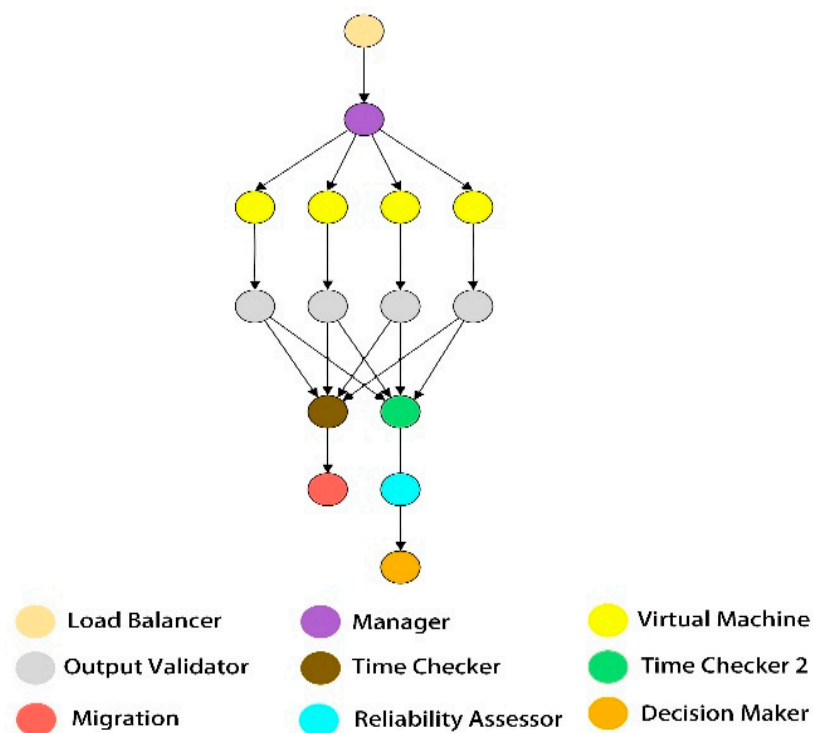 Load Balancer
Manager
Virtual Machine
Output Validator
Time Checker
Time Checker 2
Migration
Reliability Assessor
Decision Maker